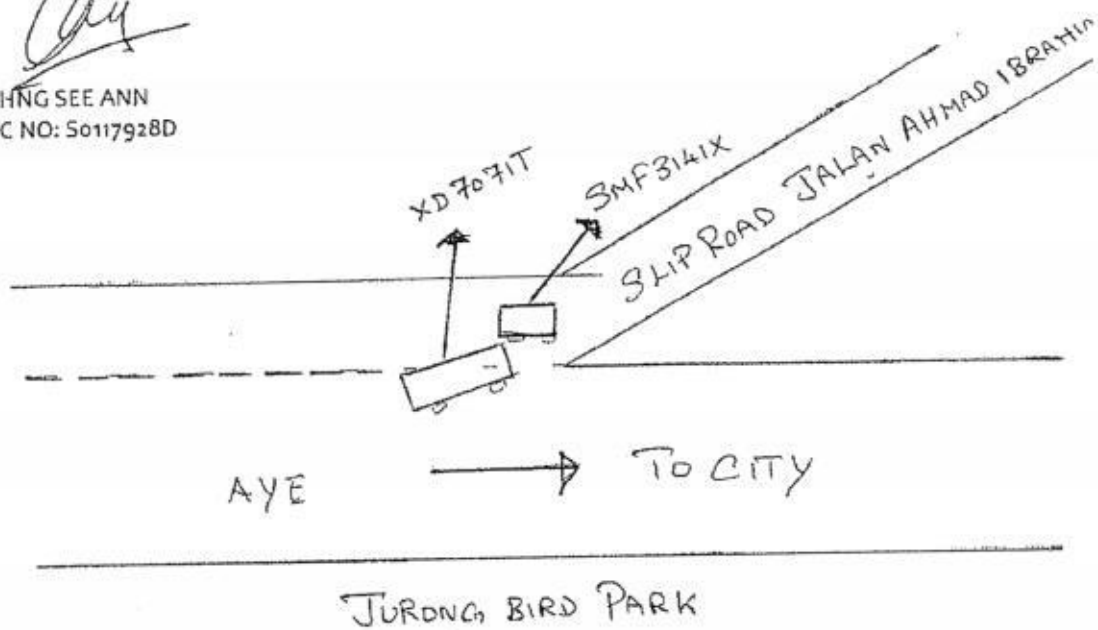 HNG SEE ANN
C NO: S0117928D
XD7071T
SMF3141X
SLIP ROAD JALAN AHMAD IBRAHIM
AYE
TO CITY
JURONG BIRD PARK